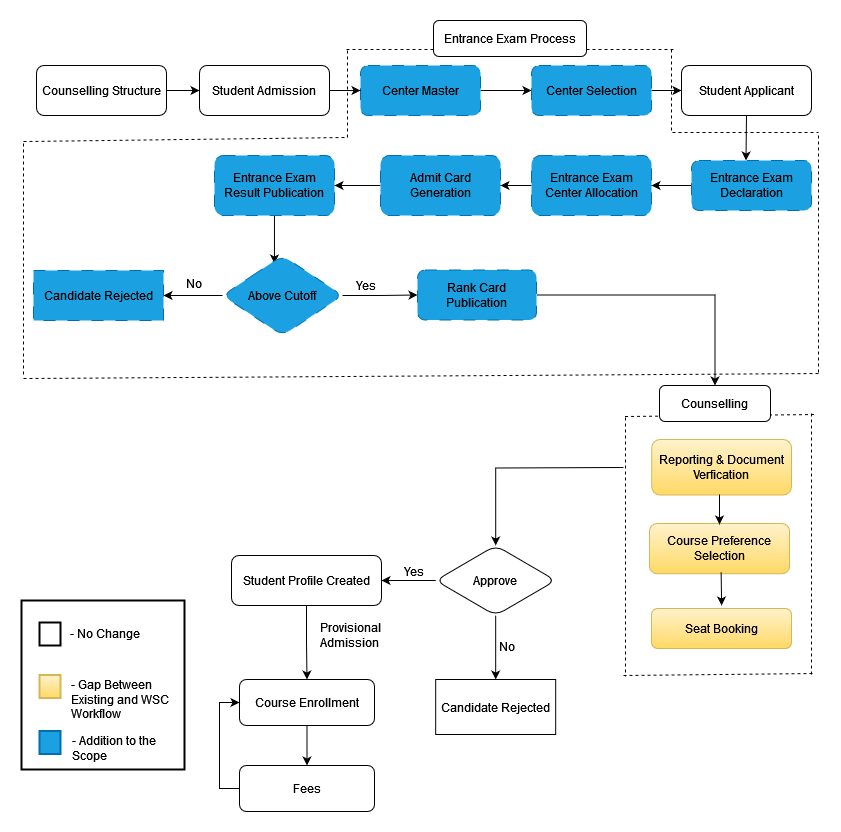 Entrance Exam Process
Counselling Structure
Student Admission
Center Master
Center Selection
Student Applicant
Entrance Exam
Result Publication
Admit Card
Generation
Entrance Exam
Center Allocation
Entrance Exam
Declaration
Candidate Rejected
No
Above Cutoff
Yes
Rank Card
Publication
Counselling
Reporting & Document
Verfication
Course Preference
Selection
Seat Booking
Approve
Yes
Student Profile Created
No
Provisional
Admission
Candidate Rejected
Course Enrollment
Fees
- No Change
- Gap Between
Existing and WSC
Workflow
- Addition to the
Scope